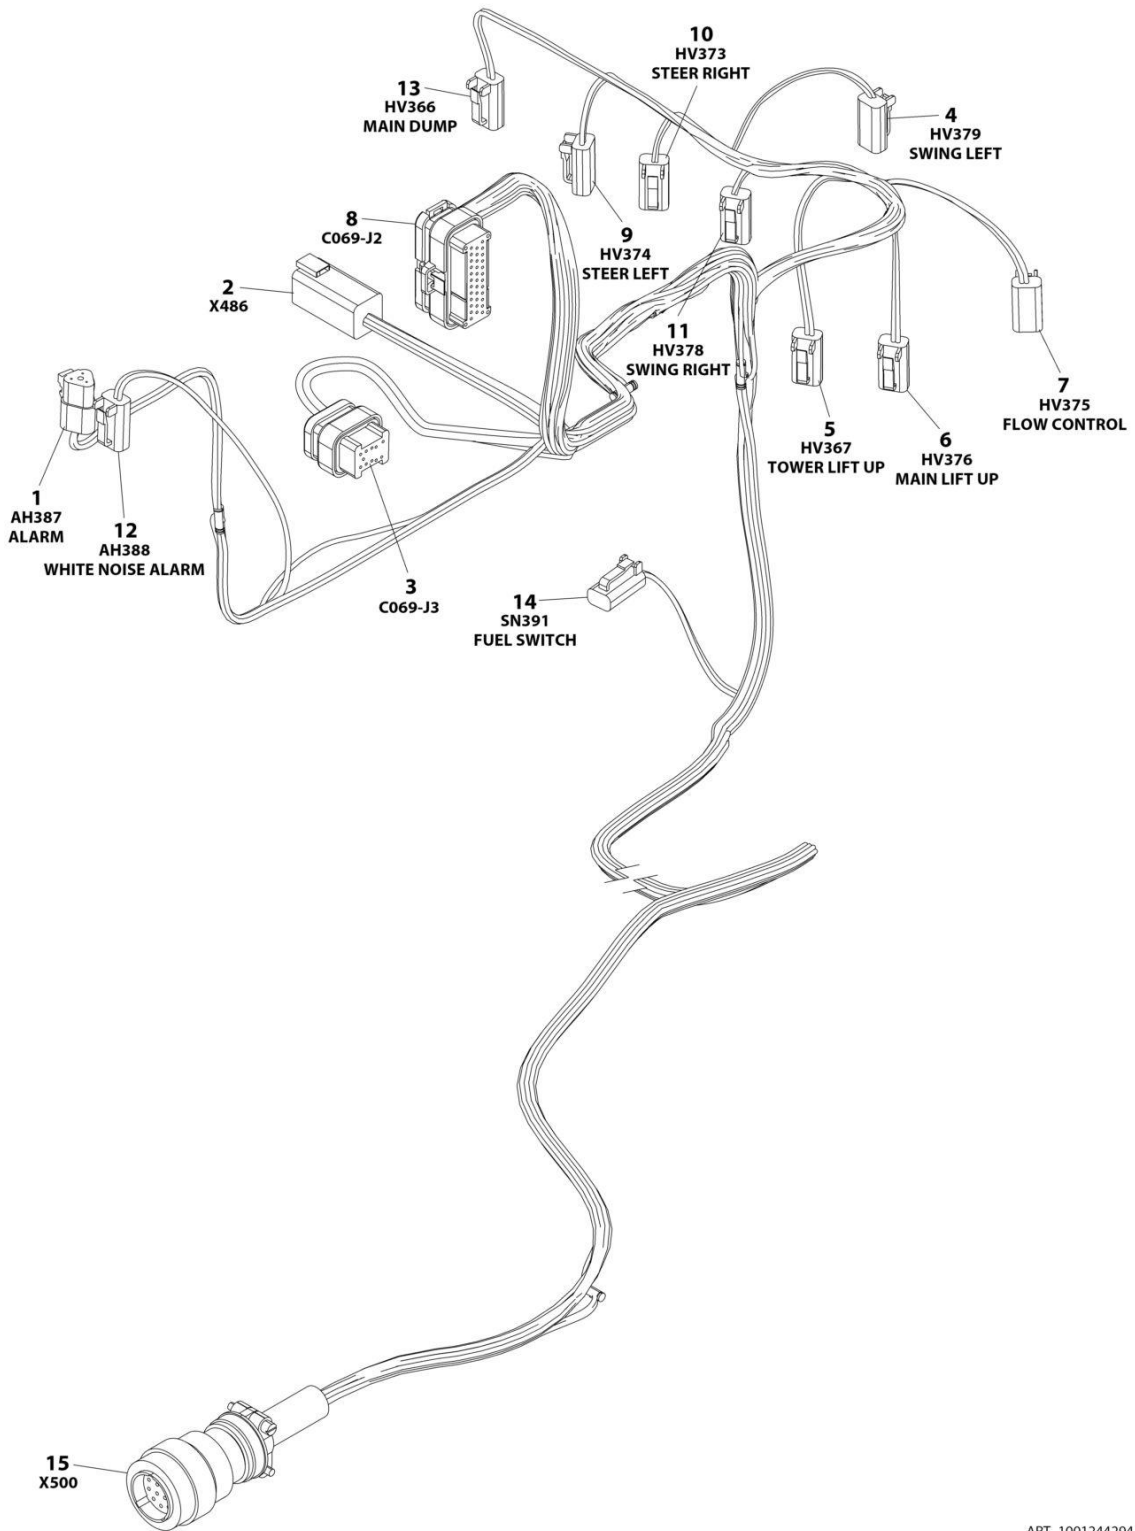 10
HV373
STEER RIGHT
13
HV366
MAIN DUMP
4
HV379
SWING LEFT
8
C069-J2
9
HV374
STEER LEFT
2
X486
11
HV378
SWING RIGHT
7
HV375
FLOW CONTROL
5
HV367
TOWER LIFT UP
6
HV376
MAIN LIFT UP
1
AH387
ALARM
12
AH388
WHITE NOISE ALARM
3
C069-J3
14
SN391
FUEL SWITCH
15
X500